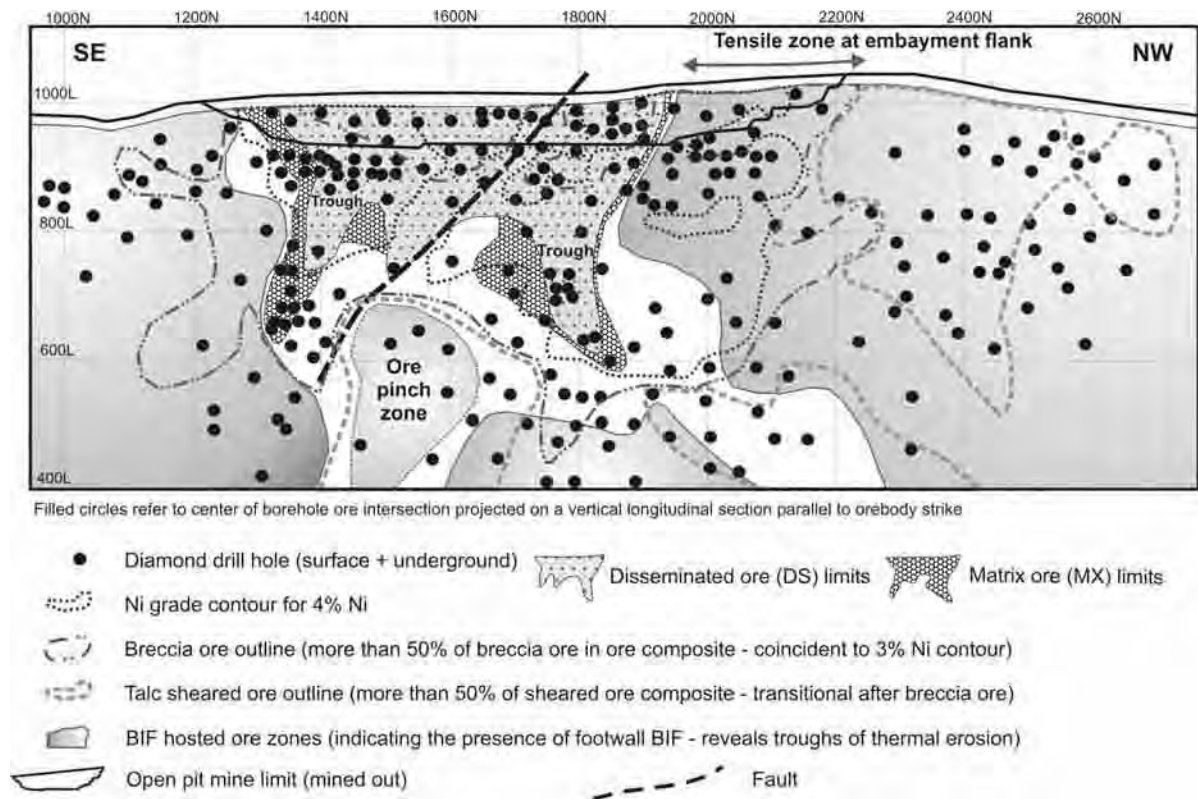 1000N 1200N 1400N 1600N 1800N 2000N 2200N 2400N 2600N
SE
Tensile zone at embayment flank
NW
1000L
800L
600L
400L
Trough
Trough
Ore
pinch
zone
Filled circles refer to center of borehole ore intersection projected on a vertical longitudinal section parallel to orebody strike
Diamond drill hole (surface + underground)
Disseminated ore (DS) limits
Matrix ore (MX) limits
Ni grade contour for 4% Ni
Breccia ore outline (more than 50% of breccia ore in ore composite - coincident to 3% Ni contour)
Talc sheared ore outline (more than 50% of sheared ore composite - transitional after breccia ore)
BIF hosted ore zones (indicating the presence of footwall BIF - reveals troughs of thermal erosion)
Open pit mine limit (mined out)
Fault